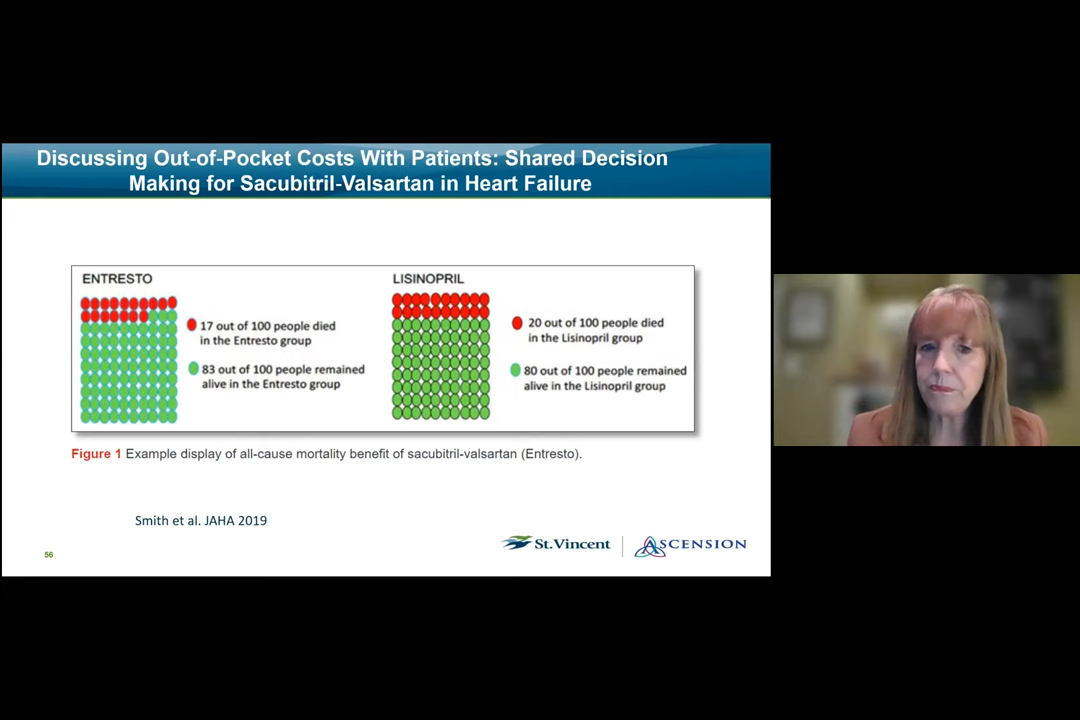 Discussing Out-of-Pocket Costs With Patients: Shared Decision
Making for Sacubitril-Valsartan in Heart Failure
ENTRESTO
17 out of 100 people died
in the Entresto group
83 out of 100 people remained
alive in the Entresto group
LISINOPRIL
20 out of 100 people died
in the Lisinopril group
80 out of 100 people remained
alive in the Lisinopril group
Figure 1 Example display of all-cause mortality benefit of sacubitril-valsartan (Entresto).
Smith et al. JAHA 2019
56
St.Vincent
ASCENSION